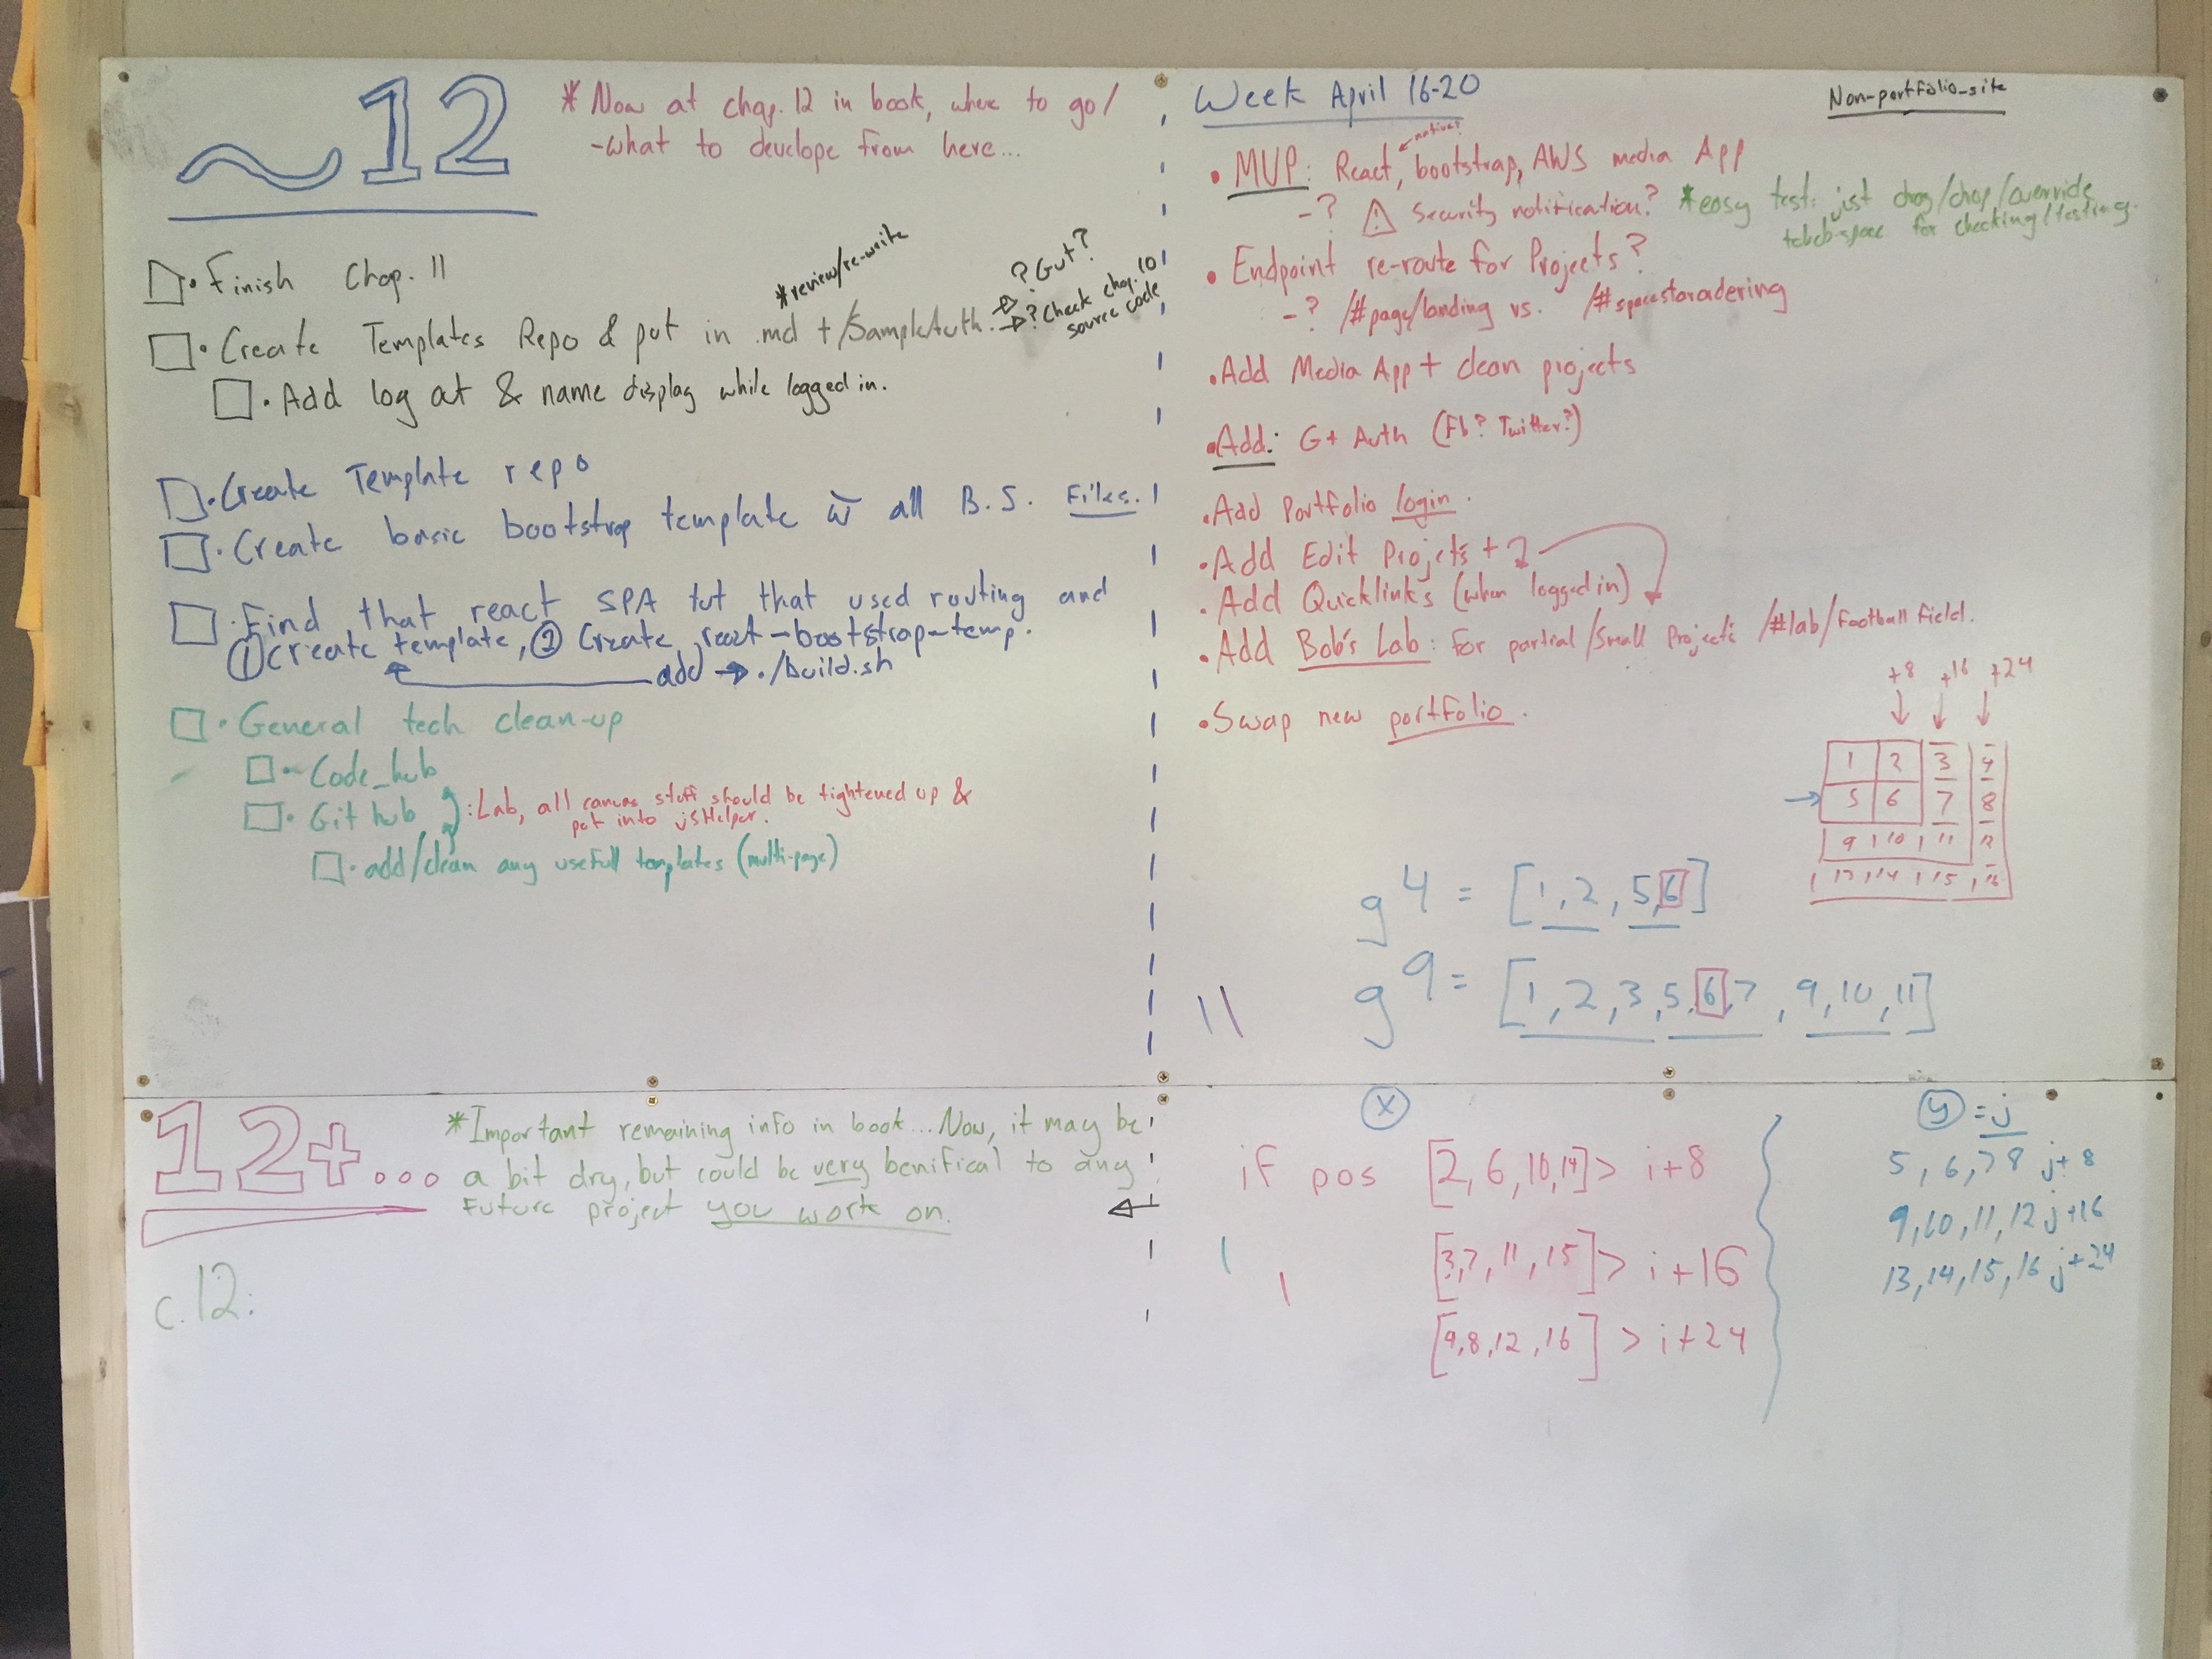 ~12
* Now at chap. 12 in book, where to go/
-what to develope from here...
☐ • Finish Chap. 11
*review/re-write
☐ • Create Templates Repo & put in .md + /SampleAuth.
? Gut?
? Check chap. 10
source code
☐ • Add log out & name display while logged in.
☐ • Create Template repo
☐ • Create basic bootstrap template w all B.S. Files.
☐ • Find that react SPA tut that used routing and
① Create template, ② Create react-bootstrap-temp.
add → ./build.sh
☐ • General tech clean-up
☐ • Code_hub
☐ • Git hub
: Lab, all canvas stuff should be tightened up &
put into jSHelper.
☐ • add/clean any usefull templates (multi-page)
Week April 16-20
Non-portfolio-site
native?
• MVP: React, bootstrap, AWS media App
-? ⚠ Security notification? *easy test: just drag/chop/override
space for checking/testing.
• Endpoint re-route for Projects?
-? /#page/landing vs. /#spacestaradering
• Add Media App + clean projects
• Add: G+ Auth (Fb? Twitter?)
• Add Portfolio login.
• Add Edit Projects +
• Add Quicklinks (when logged in)
• Add Bob's Lab: for partial/small Projects /#lab/Football Field.
• Swap new portfolio.
+8 +16 +24
1 2 3 4
5 6 7 8
9 10 11 12
13 14 15 16
g4 = [1,2,5,6]
g9 = [1,2,3,5,6,7,9,10,11]
12+...
*Important remaining info in book... Now, it may be
a bit dry, but could be very benifical to any
Future project you work on.
c.12:
x
if pos [2,6,10,14] > i+8
[3,7,11,15] > i+16
[4,8,12,16] > i+24
y = j
5,6,7 8 j+8
9,10,11,12 j+16
13,14,15,16 j+24